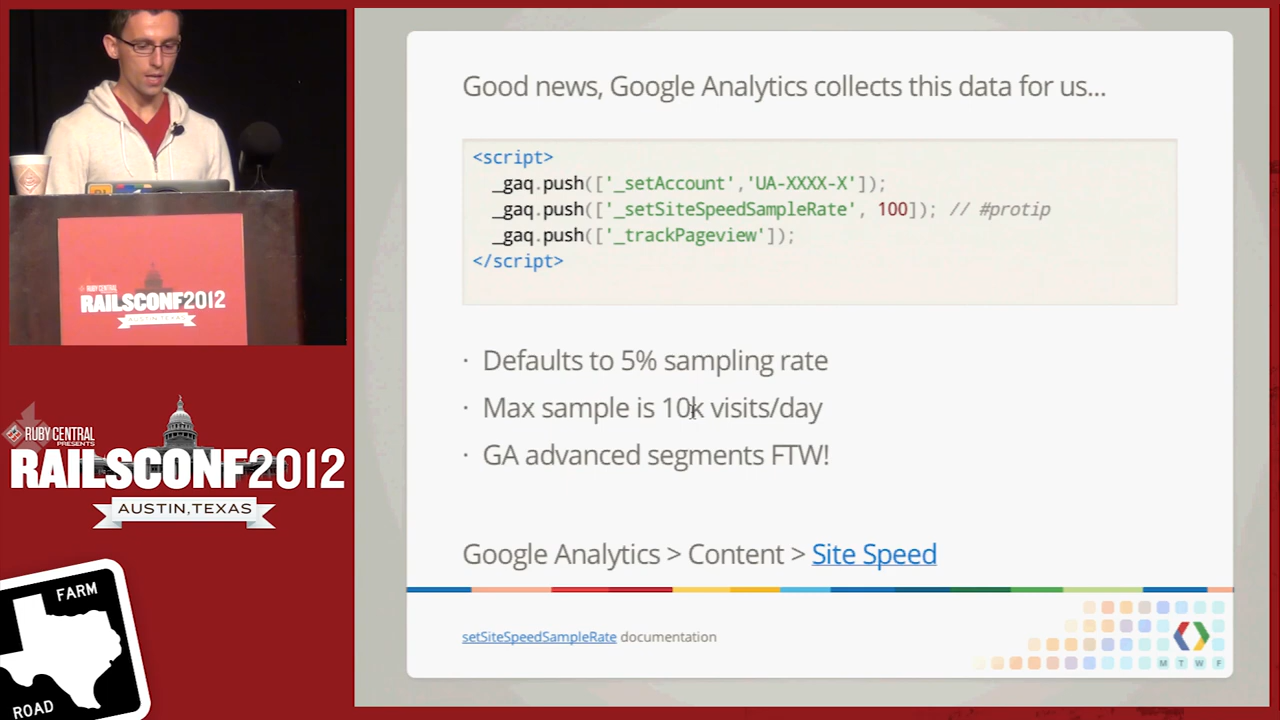 Good news, Google Analytics collects this data for us...
<script>
_gaq.push(['_setAccount','UA-XXXX-X']);
_gaq.push(['_setSiteSpeedSampleRate', 100]); // #protip
_gaq.push(['_trackPageview']);
</script>
· Defaults to 5% sampling rate
· Max sample is 10k visits/day
· GA advanced segments FTW!
Google Analytics > Content > Site Speed
setSiteSpeedSampleRate documentation
M T W F
RUBY CENTRAL
RAILSCONF2012
AUSTIN, TEXAS
RUBY CENTRAL
PRESENTS
RAILSCONF2012
AUSTIN, TEXAS
FARM
ROAD